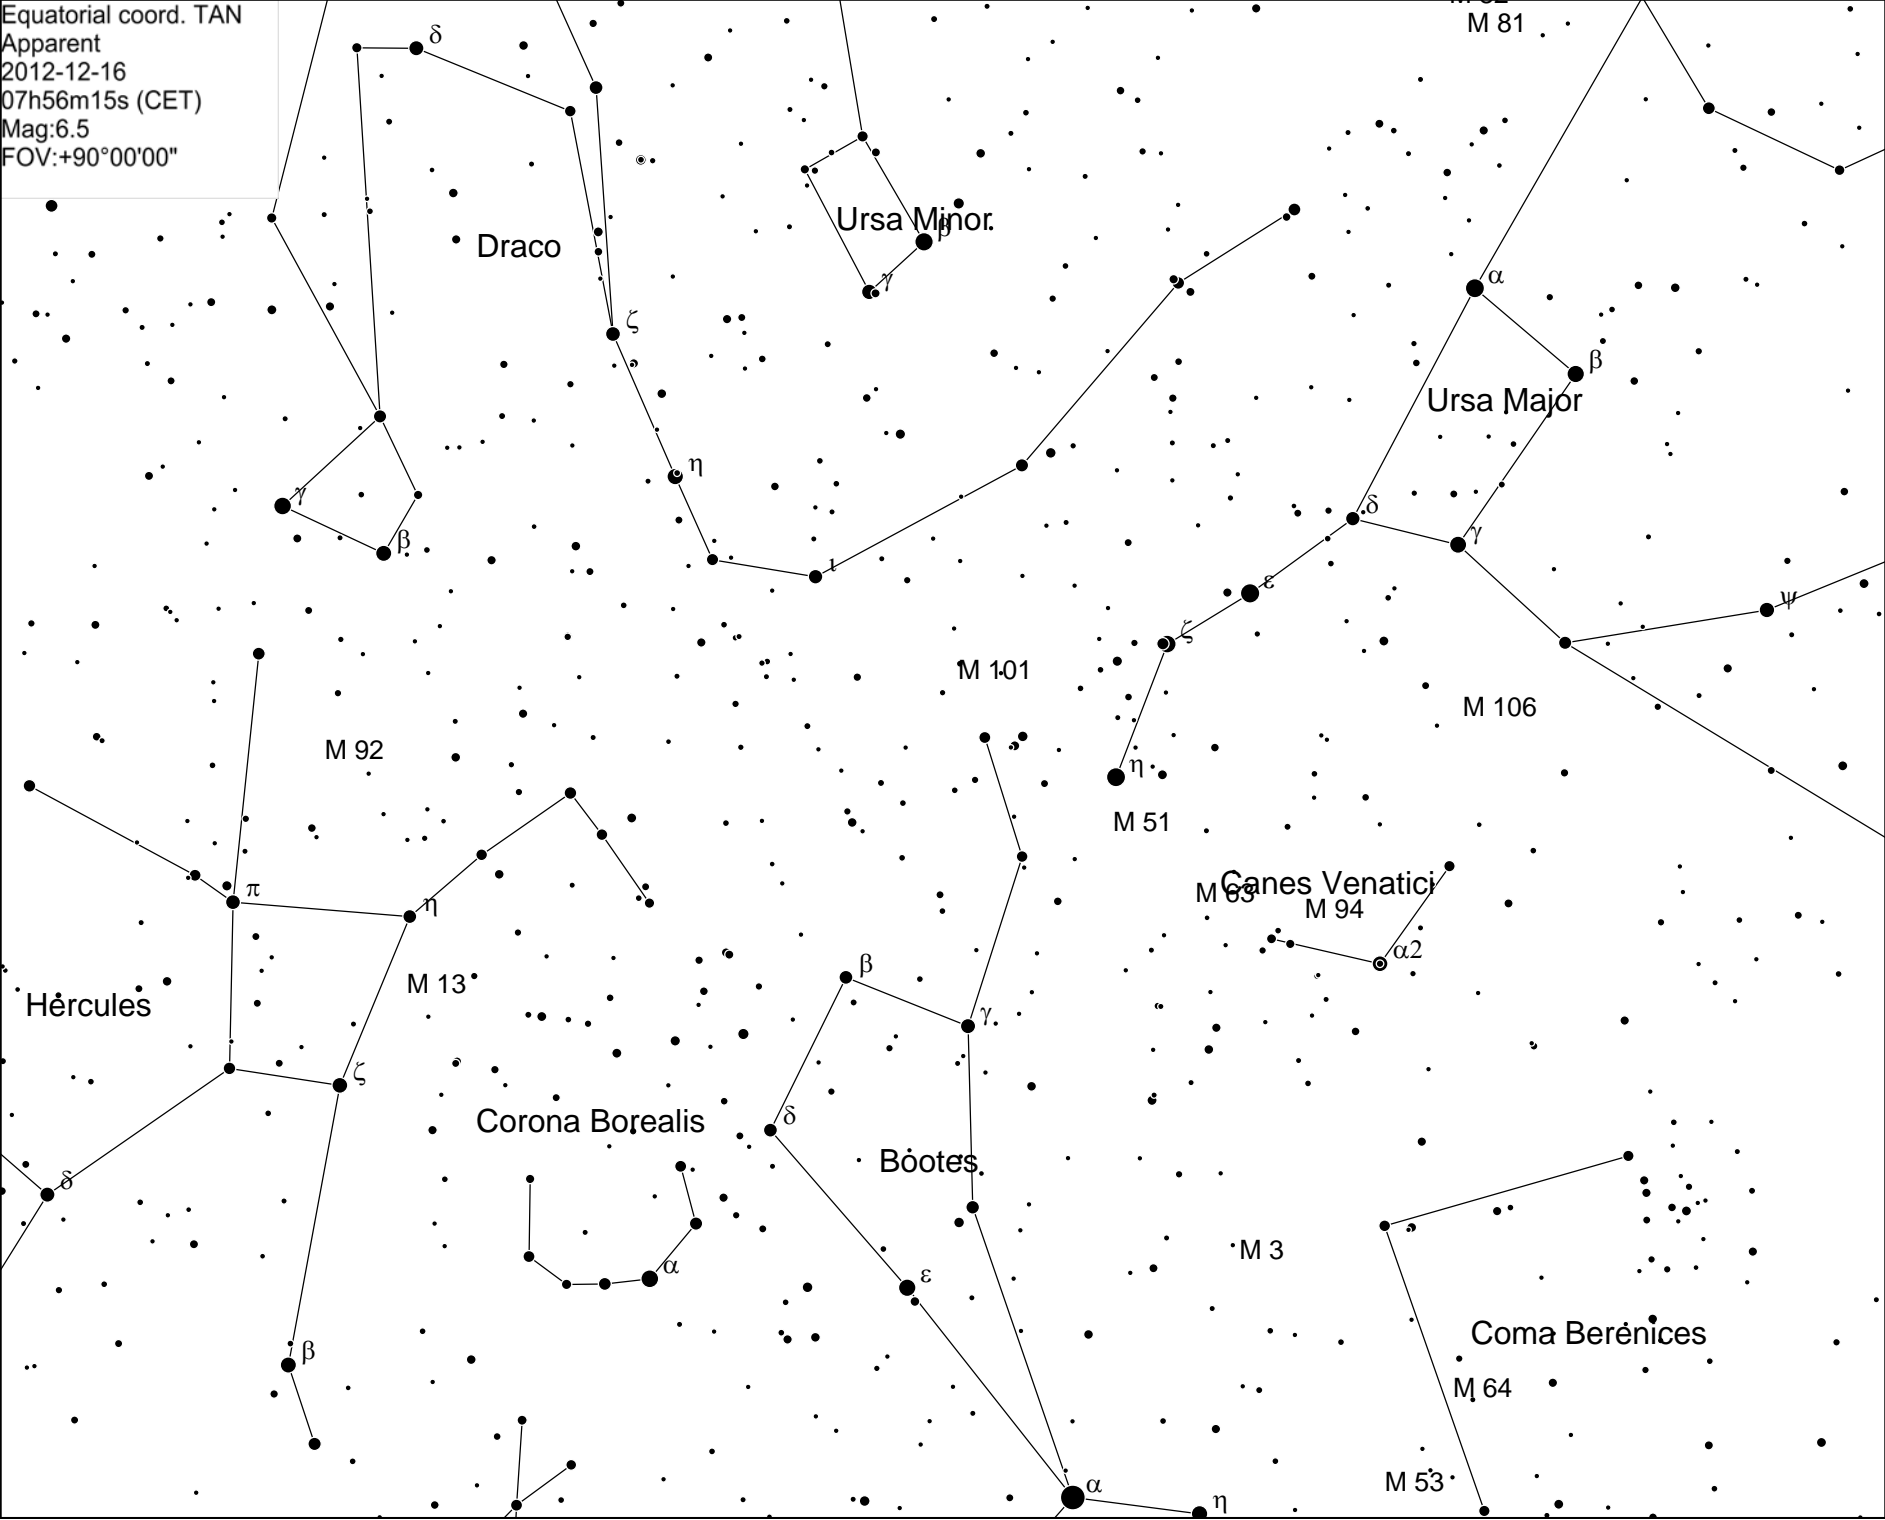 Equatorial coord. TAN
Apparent
2012-12-16
07h56m15s (CET)
Mag:6.5
FOV:+90°00'00"
M 81
δ
Draco
Ursa Minor
β
γ
ζ
α
β
Ursa Major
η
γ
β
ι
δ
γ
ε
ψ
ζ
M 101
M 106
M 92
η
M 51
π
η
Canes Venatici
M 63
M 94
α2
β
M 13
Hercules
γ
ζ
Corona Borealis
δ
Bootes
δ
M 3
α
ε
Coma Berenices
β
M 64
M 53
α
η